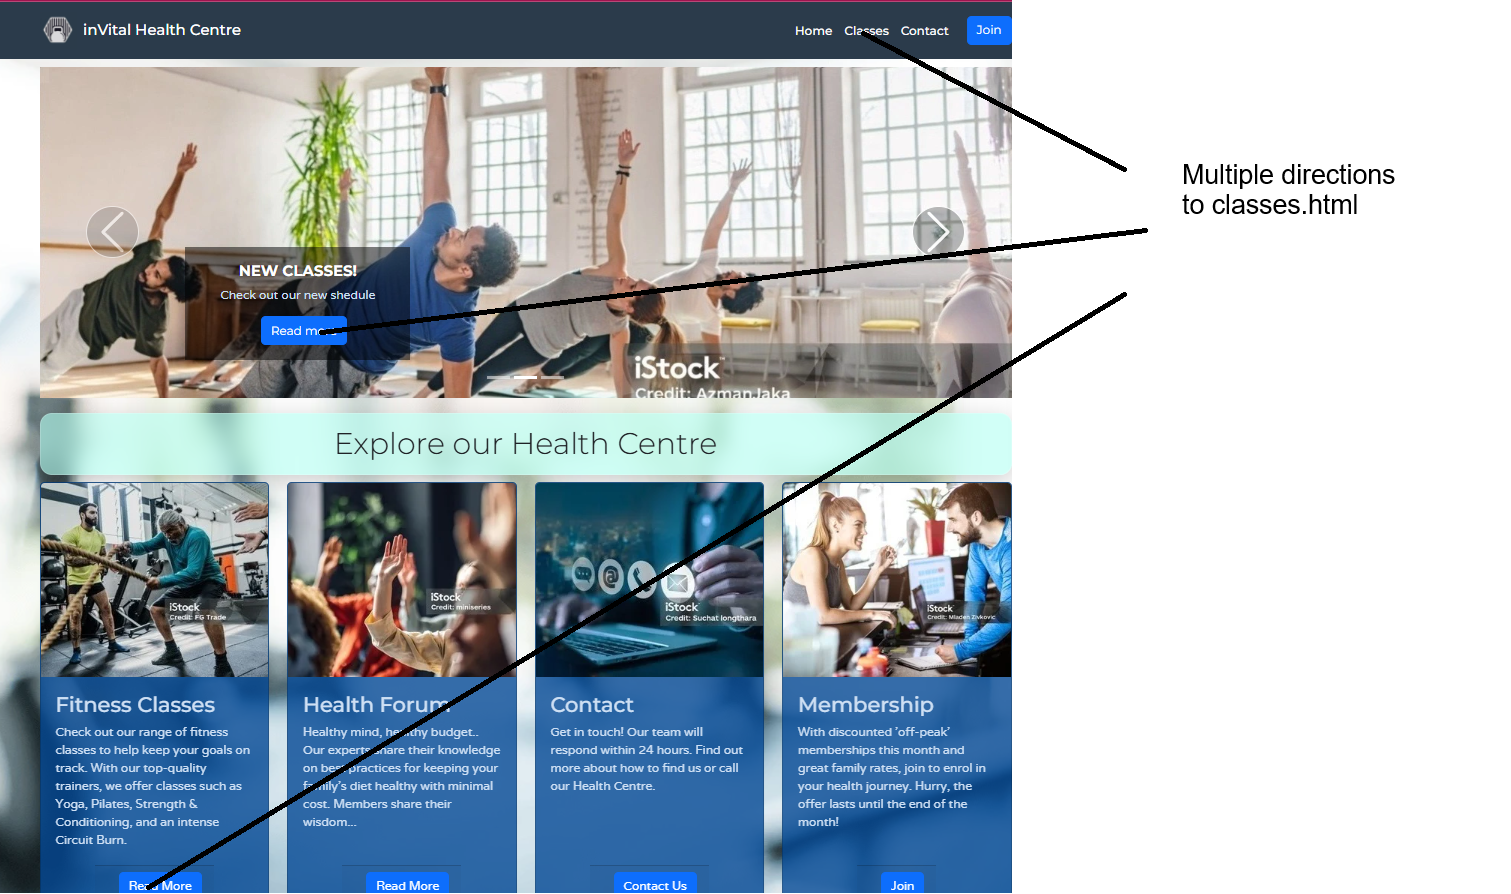 inVital Health Centre
Home Classes Contact Join
Multiple directions
to classes.html
NEW CLASSES!
Check out our new shedule
Read more
iStock™
Credit: AzmanJaka
Explore our Health Centre
iStock
Credit: FG Trade
iStock
Credit: miniseries
iStock
Credit: Suchat longthara
iStock
Credit: Mladen Zivkovic
Fitness Classes
Check out our range of fitness
classes to help keep your goals on
track. With our top-quality
trainers, we offer classes such as
Yoga, Pilates, Strength &
Conditioning, and an intense
Circuit Burn.
Read More
Health Forum
Healthy mind, healthy budget..
Our experts share their knowledge
on best practices for keeping your
family's diet healthy with minimal
cost. Members share their
wisdom...
Read More
Contact
Get in touch! Our team will
respond within 24 hours. Find out
more about how to find us or call
our Health Centre.
Contact Us
Membership
With discounted 'off-peak'
memberships this month and
great family rates, join to enrol in
your health journey. Hurry, the
offer lasts until the end of the
month!
Join